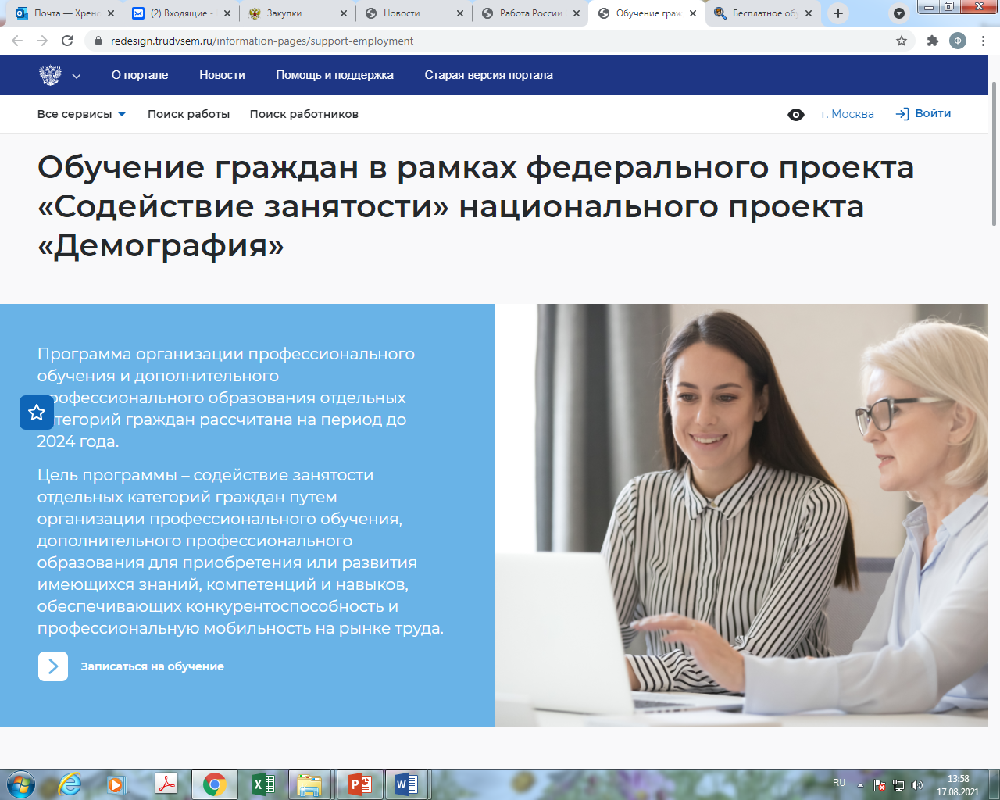 Почта — Хрено
(2) Входящие -
Закупки
Новости
Работа России
Обучение граж
Бесплатное обу
redesign.trudvsem.ru/information-pages/support-employment
Ф
О портале
Новости
Помощь и поддержка
Старая версия портала
Все сервисы
Поиск работы
Поиск работников
г. Москва
Войти
Обучение граждан в рамках федерального проекта
«Содействие занятости» национального проекта
«Демография»
Программа организации профессионального
обучения и дополнительного
профессионального образования отдельных
категорий граждан рассчитана на период до
2024 года.
Цель программы – содействие занятости
отдельных категорий граждан путем
организации профессионального обучения,
дополнительного профессионального
образования для приобретения или развития
имеющихся знаний, компетенций и навыков,
обеспечивающих конкурентоспособность и
профессиональную мобильность на рынке труда.
Записаться на обучение
RU
13:58
17.08.2021